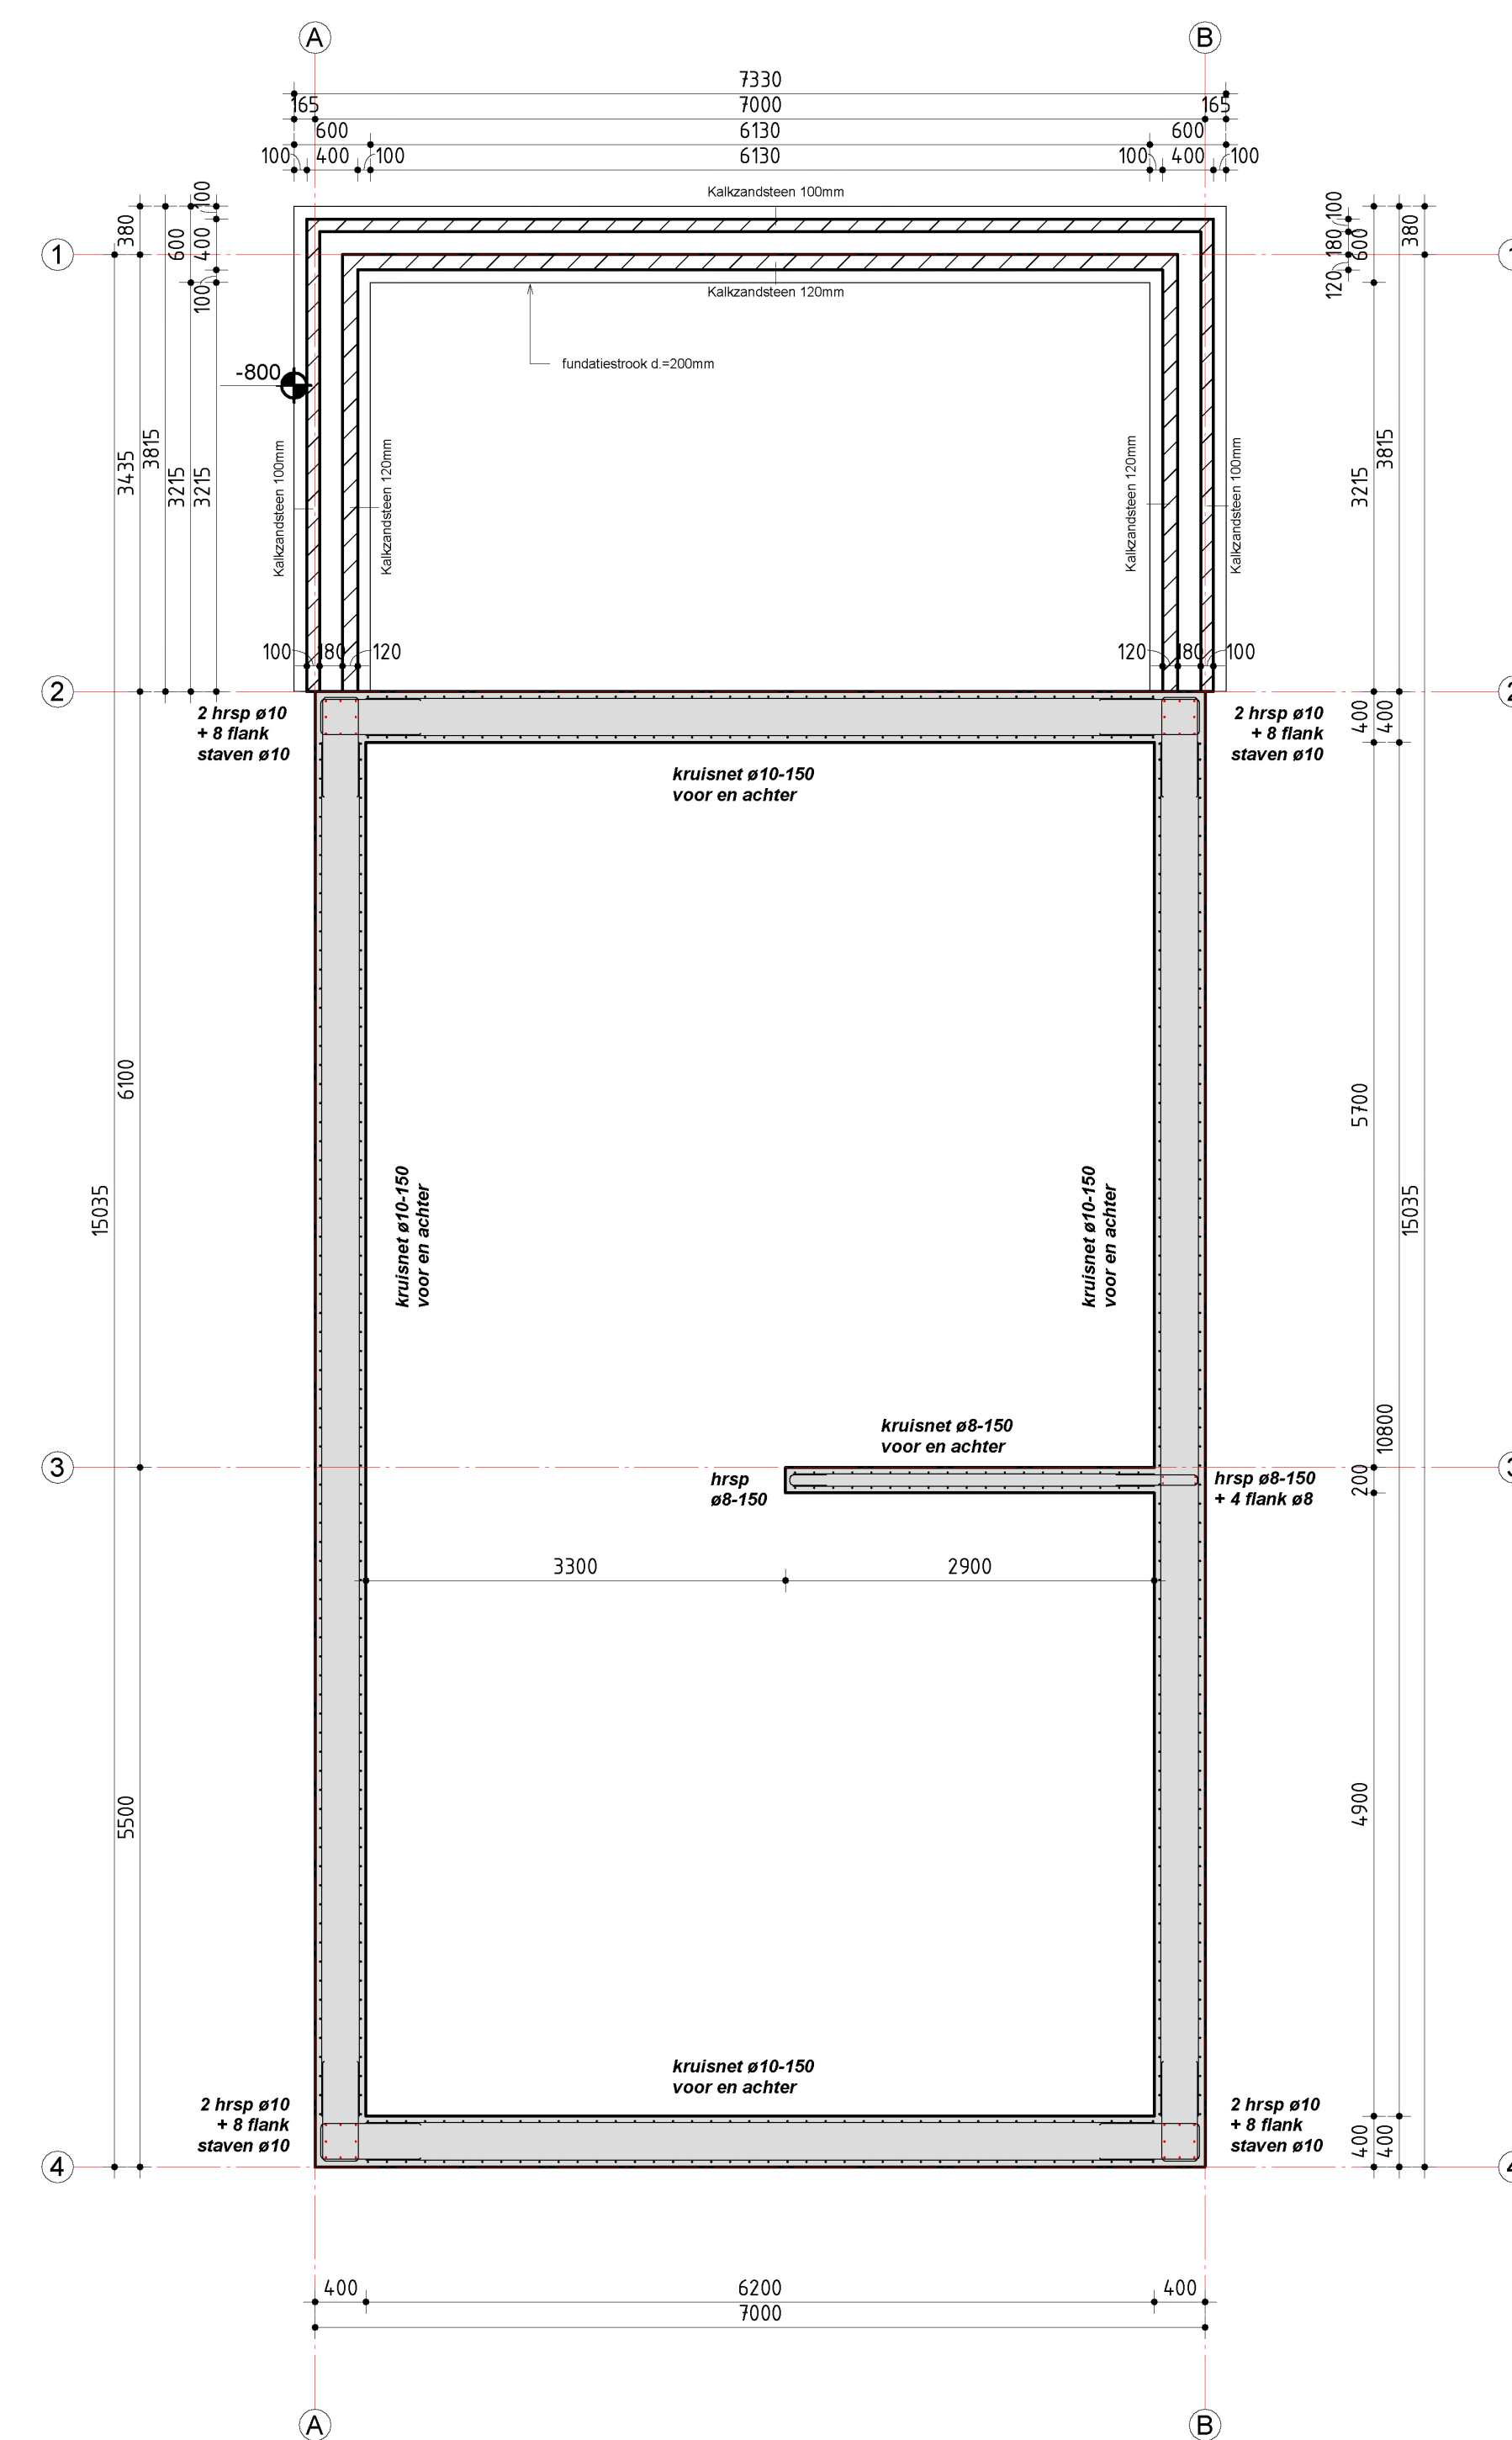 A B
7330
165 7000 165
600 6130 600
100 400 100 6130 100 400 100
Kalkzandsteen 100mm
1
380
600
400
100
100
100
180
120
600
380
1
Kalkzandsteen 120mm
fundatiestrook d.=200mm
-800
3435
3815
3215
3215
Kalkzandsteen 100mm
Kalkzandsteen 120mm
Kalkzandsteen 120mm
Kalkzandsteen 100mm
3215
3815
100 180 120 120 180 100
2
2
2 hrsp ø10
+ 8 flank
staven ø10
2 hrsp ø10
+ 8 flank
staven ø10
400
400
kruisnet ø10-150
voor en achter
6100
15035
kruisnet ø10-150
voor en achter
kruisnet ø10-150
voor en achter
5700
15035
10800
kruisnet ø8-150
voor en achter
3
hrsp
ø8-150
hrsp ø8-150
+ 4 flank ø8
200
3
3300 2900
5500
4900
kruisnet ø10-150
voor en achter
2 hrsp ø10
+ 8 flank
staven ø10
2 hrsp ø10
+ 8 flank
staven ø10
400
400
4
4
400 6200 400
7000
A B